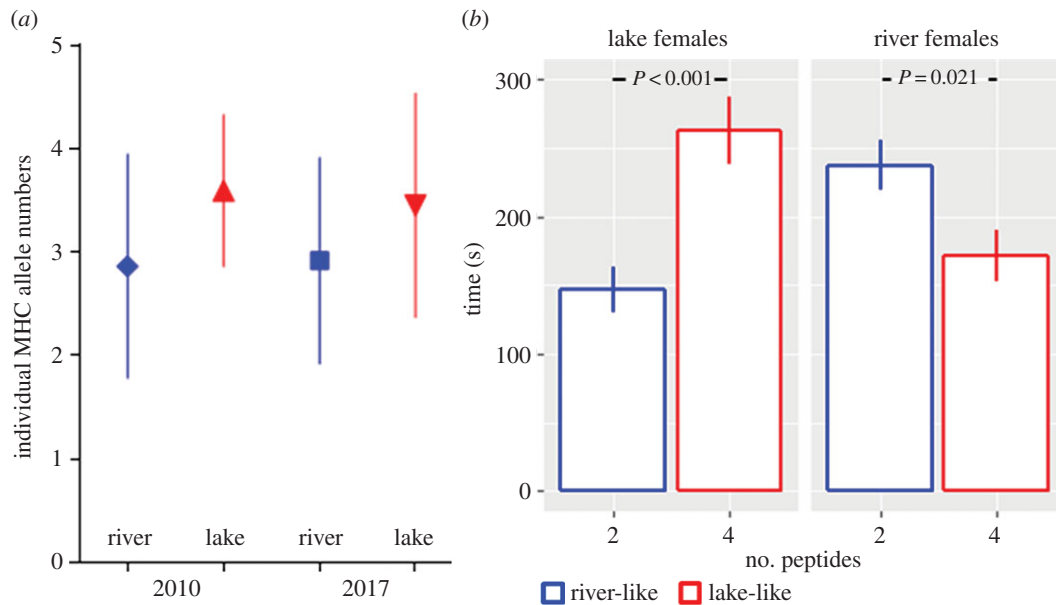 (a)
5
4
3
2
1
0
individual MHC allele numbers
river lake river lake
2010 2017
(b)
lake females river females
P < 0.001 P = 0.021
300
200
100
0
time (s)
2 4 2 4
no. peptides
river-like lake-like